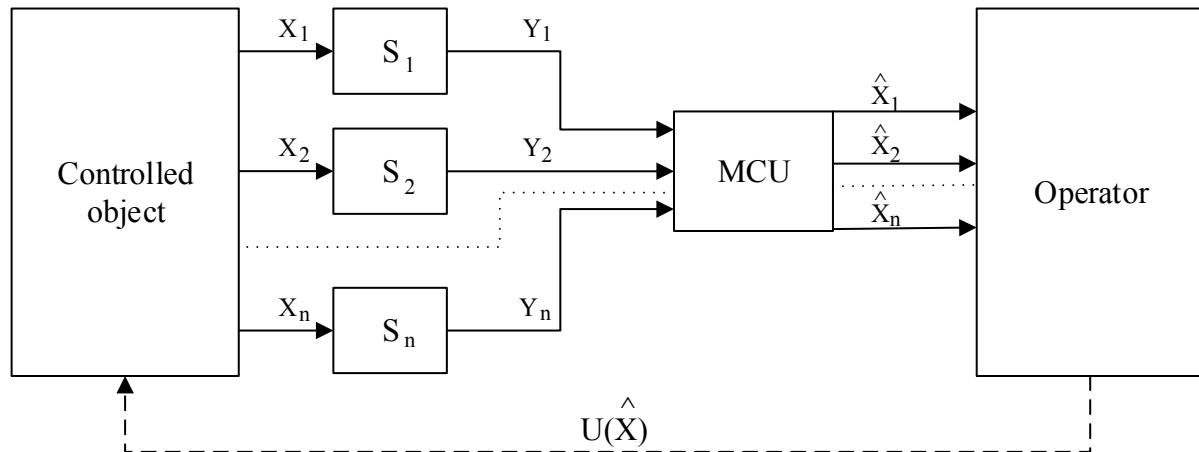 X1
S1
Y1
X2
S2
Y2
Controlled
object
Xn
Sn
Yn
MCU
X̂1
X̂2
X̂n
Operator
U(X̂)